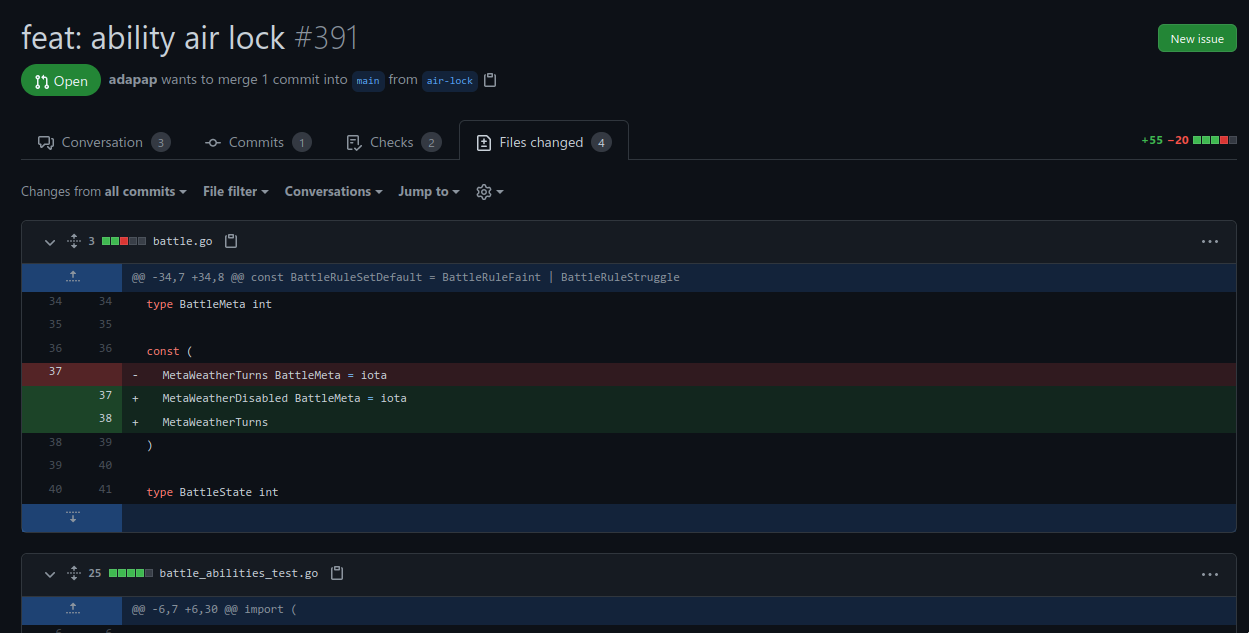 feat: ability air lock #391
New issue
Open adapap wants to merge 1 commit into main from air-lock
Conversation 3 Commits 1 Checks 2 Files changed 4 +55 −20
Changes from all commits File filter Conversations Jump to
3 battle.go
@@ -34,7 +34,8 @@ const BattleRuleSetDefault = BattleRuleFaint | BattleRuleStruggle
34 34 type BattleMeta int
35 35
36 36 const (
37 - MetaWeatherTurns BattleMeta = iota
37 + MetaWeatherDisabled BattleMeta = iota
38 + MetaWeatherTurns
38 39 )
39 40
40 41 type BattleState int
25 battle_abilities_test.go
@@ -6,7 +6,30 @@ import (
6 6